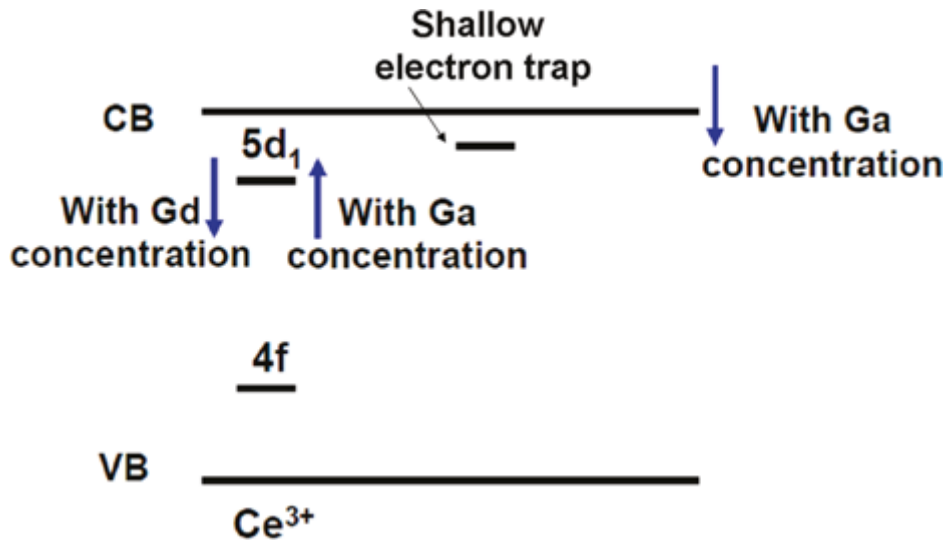 Shallow
electron trap
CB
5d₁
With Ga
concentration
With Gd
concentration
With Ga
concentration
4f
VB
Ce³⁺